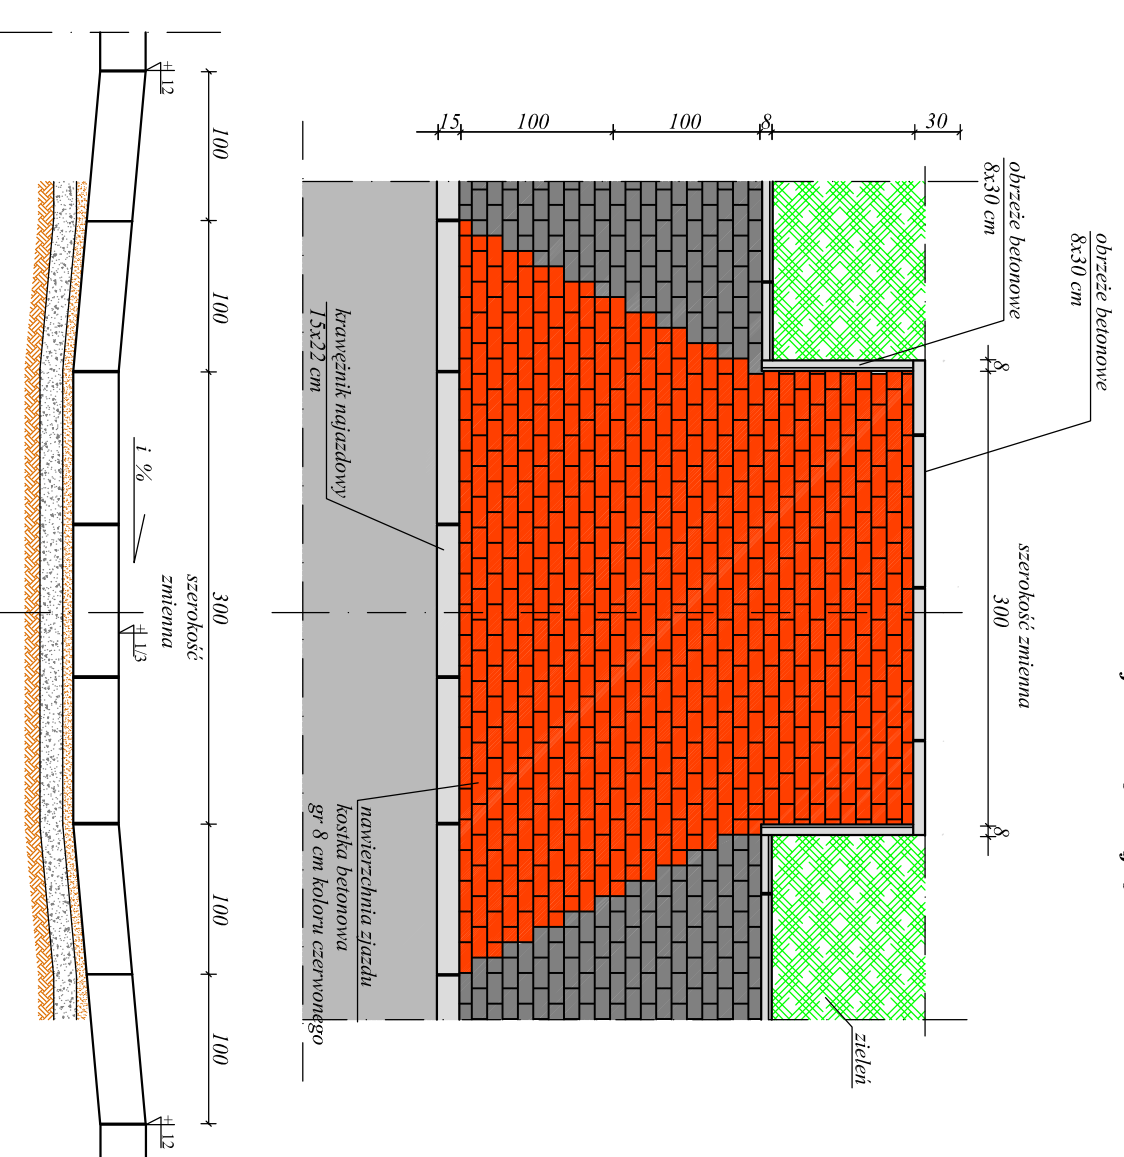 15
100
100
8
30
obrzeże betonowe
8x30 cm
obrzeże betonowe
8x30 cm
8
300
8
szerokość zmienna
krawężnik najazdowy
15x22 cm
nawierzchnia zjazdu
kostka betonowa
gr 8 cm koloru czerwonego
zieleń
100
100
300
100
100
szerokość
zmienna
i %
+ 12
+ 1/3
+ 12